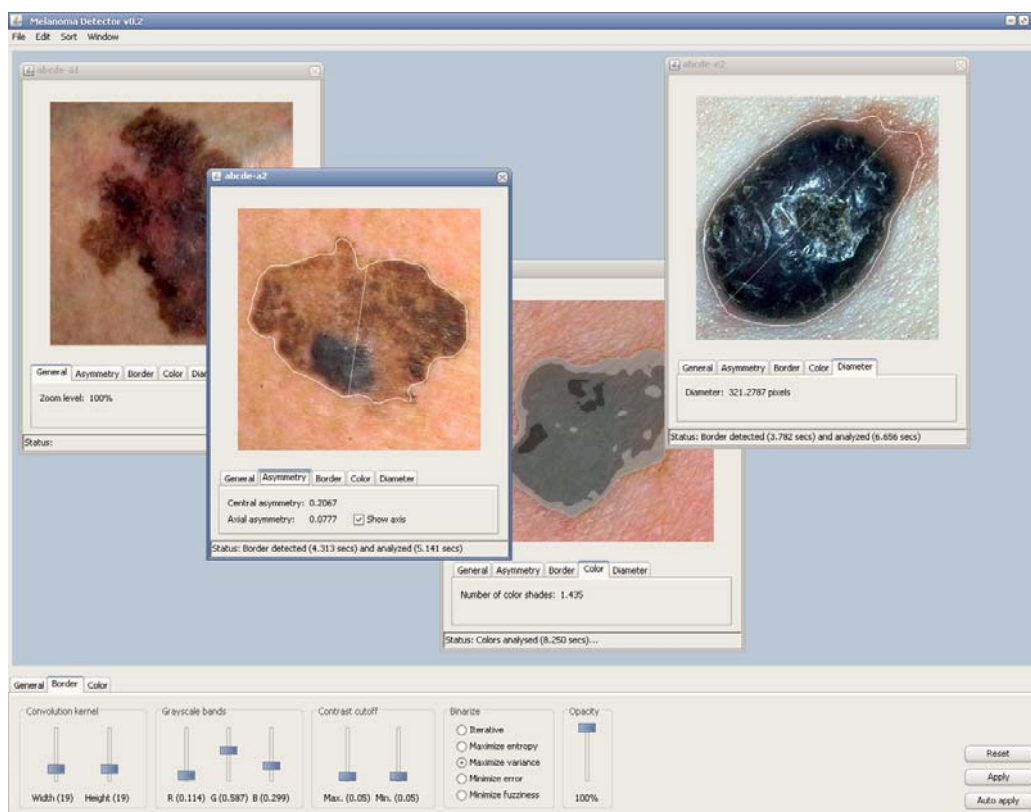 Melanoma Detector v0.2
File Edit Sort Window
abcde-a1
General Asymmetry Border Color
Zoom level: 100%
Status:
abcde-a2
General Asymmetry Border Color Diameter
Central asymmetry: 0.2067
Axial asymmetry: 0.0777 Show axis
Status: Border detected (4.313 secs) and analyzed (5.141 secs)
abcde-e2
General Asymmetry Border Color Diameter
Diameter: 321.2787 pixels
Status: Border detected (3.782 secs) and analyzed (6.656 secs)
General Asymmetry Border Color Diameter
Number of color shades: 1.435
Status: Colors analysed (8.250 secs)...
General Border Color
Convolution kernel
Width (19) Height (19)
Grayscale bands
R (0.114) G (0.587) B (0.299)
Contrast cutoff
Max. (0.05) Min. (0.05)
Binarize
Iterative
Maximize entropy
Maximize variance
Minimize error
Minimize fuzziness
Opacity
100%
Reset
Apply
Auto apply